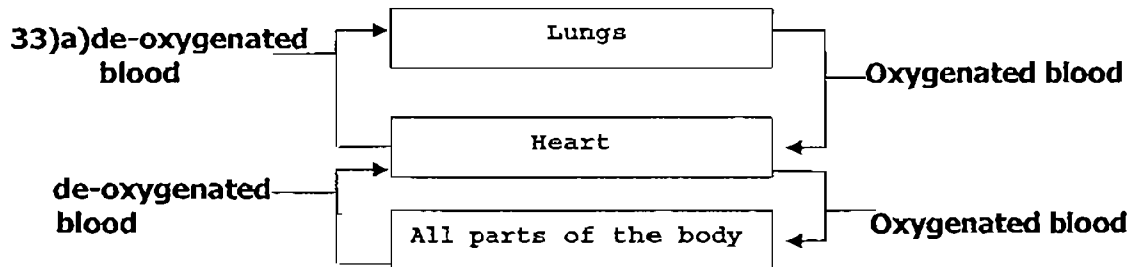 Lungs
33)a)de-oxygenated
blood
Oxygenated blood
Heart
de-oxygenated
blood
Oxygenated blood
All parts of the body